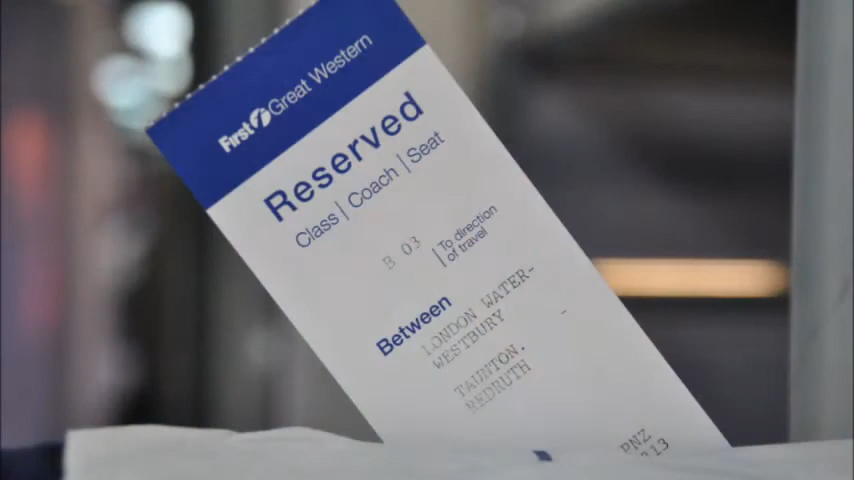 First Great Western
Reserved
Class | Coach | Seat
B 03 | To direction
of travel
Between
LONDON WATER-
WESTBURY -
TAUNTON.
REDRUTH
PNZ